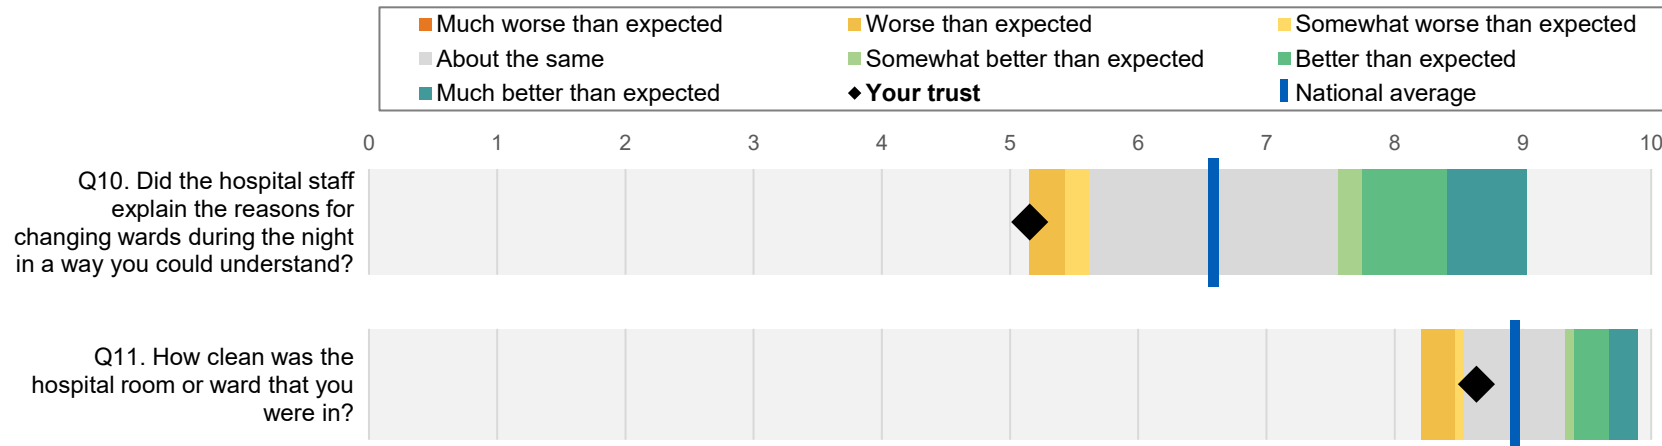 Much worse than expected
Worse than expected
Somewhat worse than expected
About the same
Somewhat better than expected
Better than expected
Much better than expected
Your trust
National average
0 1 2 3 4 5 6 7 8 9 10
Q10. Did the hospital staff
explain the reasons for
changing wards during the night
in a way you could understand?
Q11. How clean was the
hospital room or ward that you
were in?